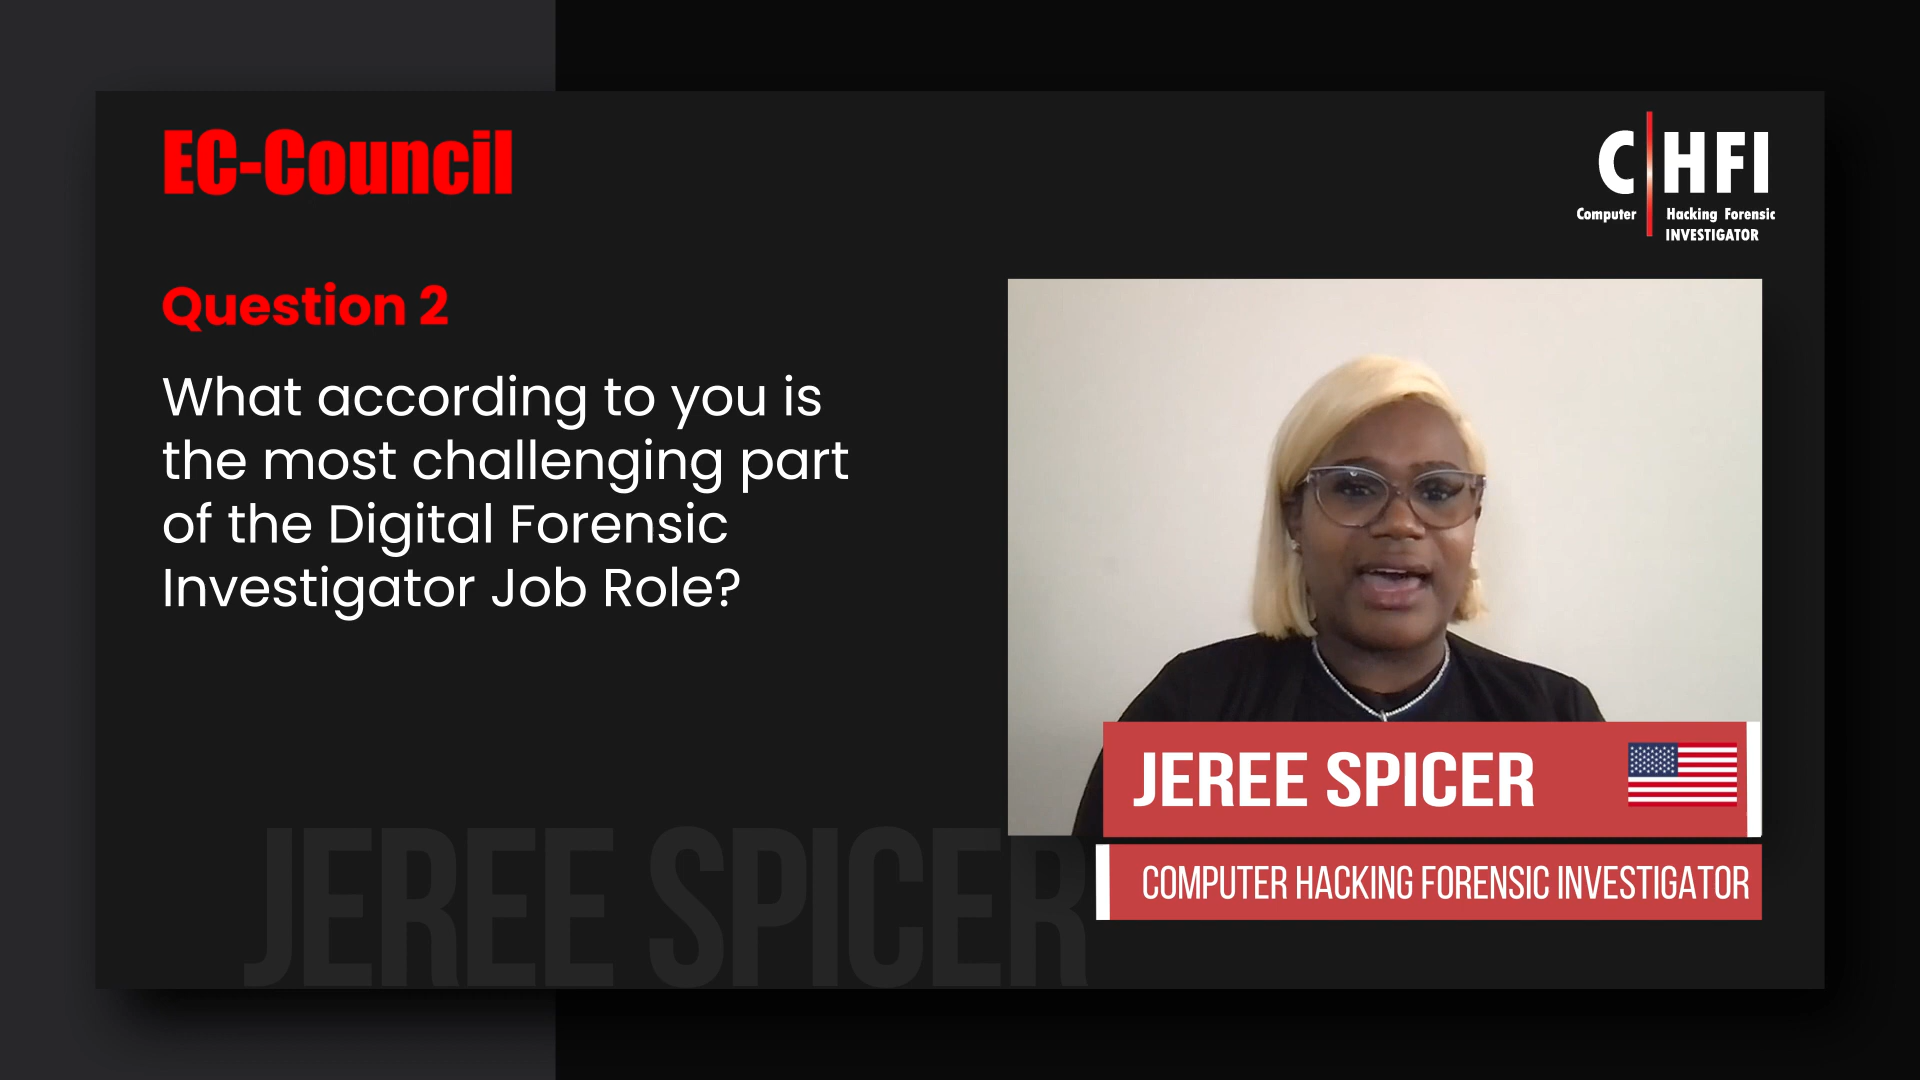 EC-Council
C HFI
Computer Hacking Forensic
INVESTIGATOR
Question 2
What according to you is
the most challenging part
of the Digital Forensic
Investigator Job Role?
JEREE SPICER
COMPUTER HACKING FORENSIC INVESTIGATOR
JEREE SPICER